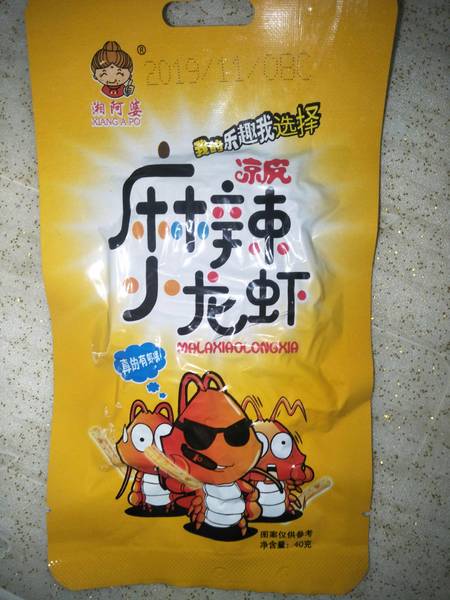 ®
2019/11/08C
湘阿婆
XIANG A PO
我的乐趣我选择
凉皮
麻辣
小龙虾
MALAXIAOLONGXIA
真的有虾哦!
图案仅供参考
净含量：40克